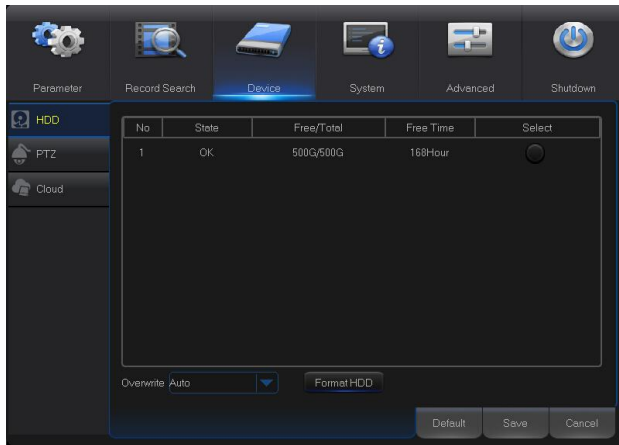 Parameter Record Search Device System Advanced Shutdown
HDD
PTZ
Cloud
No State Free/Total Free Time Select
1 OK 500G/500G 168Hour
Overwrite Auto Format HDD
Default Save Cancel